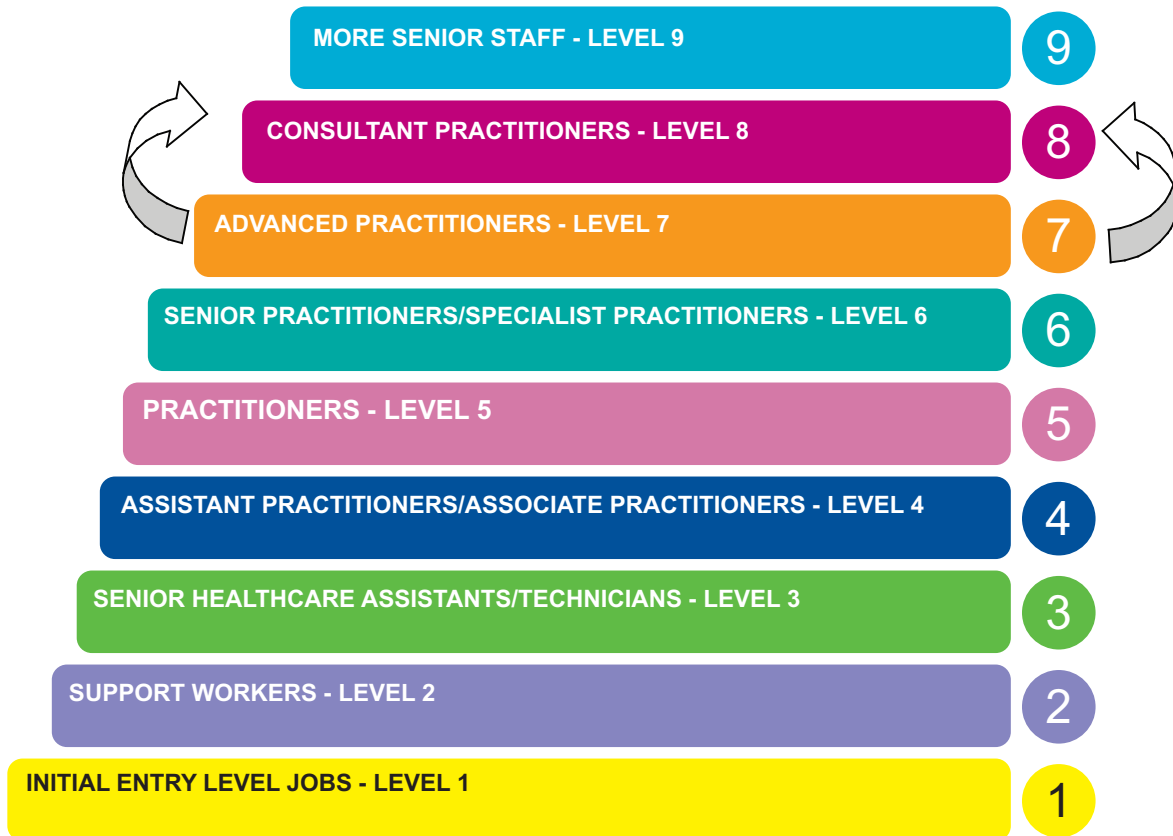 MORE SENIOR STAFF - LEVEL 9
9
CONSULTANT PRACTITIONERS - LEVEL 8
8
ADVANCED PRACTITIONERS - LEVEL 7
7
SENIOR PRACTITIONERS/SPECIALIST PRACTITIONERS - LEVEL 6
6
PRACTITIONERS - LEVEL 5
5
ASSISTANT PRACTITIONERS/ASSOCIATE PRACTITIONERS - LEVEL 4
4
SENIOR HEALTHCARE ASSISTANTS/TECHNICIANS - LEVEL 3
3
SUPPORT WORKERS - LEVEL 2
2
INITIAL ENTRY LEVEL JOBS - LEVEL 1
1